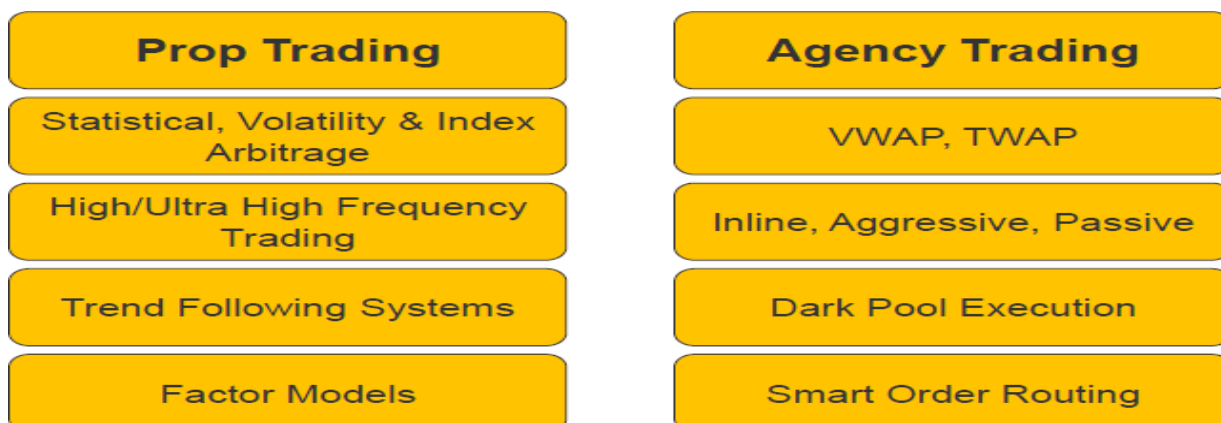 Prop Trading
Statistical, Volatility & Index
Arbitrage
High/Ultra High Frequency
Trading
Trend Following Systems
Factor Models
Agency Trading
VWAP, TWAP
Inline, Aggressive, Passive
Dark Pool Execution
Smart Order Routing